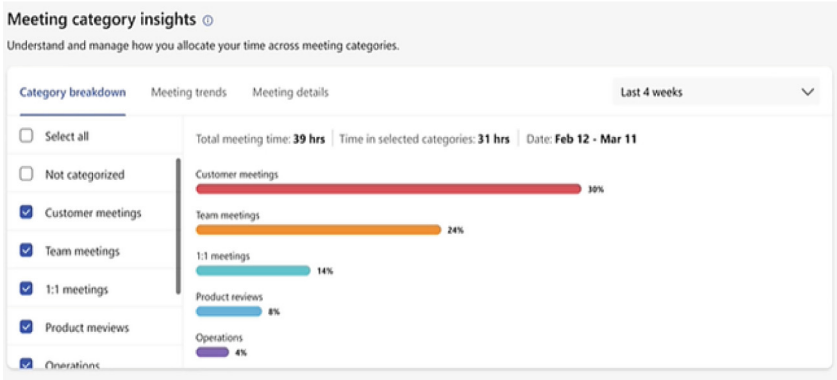 Meeting category insights
Understand and manage how you allocate your time across meeting categories.
Category breakdown Meeting trends Meeting details Last 4 weeks
Select all
Total meeting time: 39 hrs Time in selected categories: 31 hrs Date: Feb 12 - Mar 11
Not categorized
Customer meetings
Team meetings
1:1 meetings
Product meviews
Operations
Customer meetings
30%
Team meetings
24%
1:1 meetings
14%
Product reviews
8%
Operations
4%